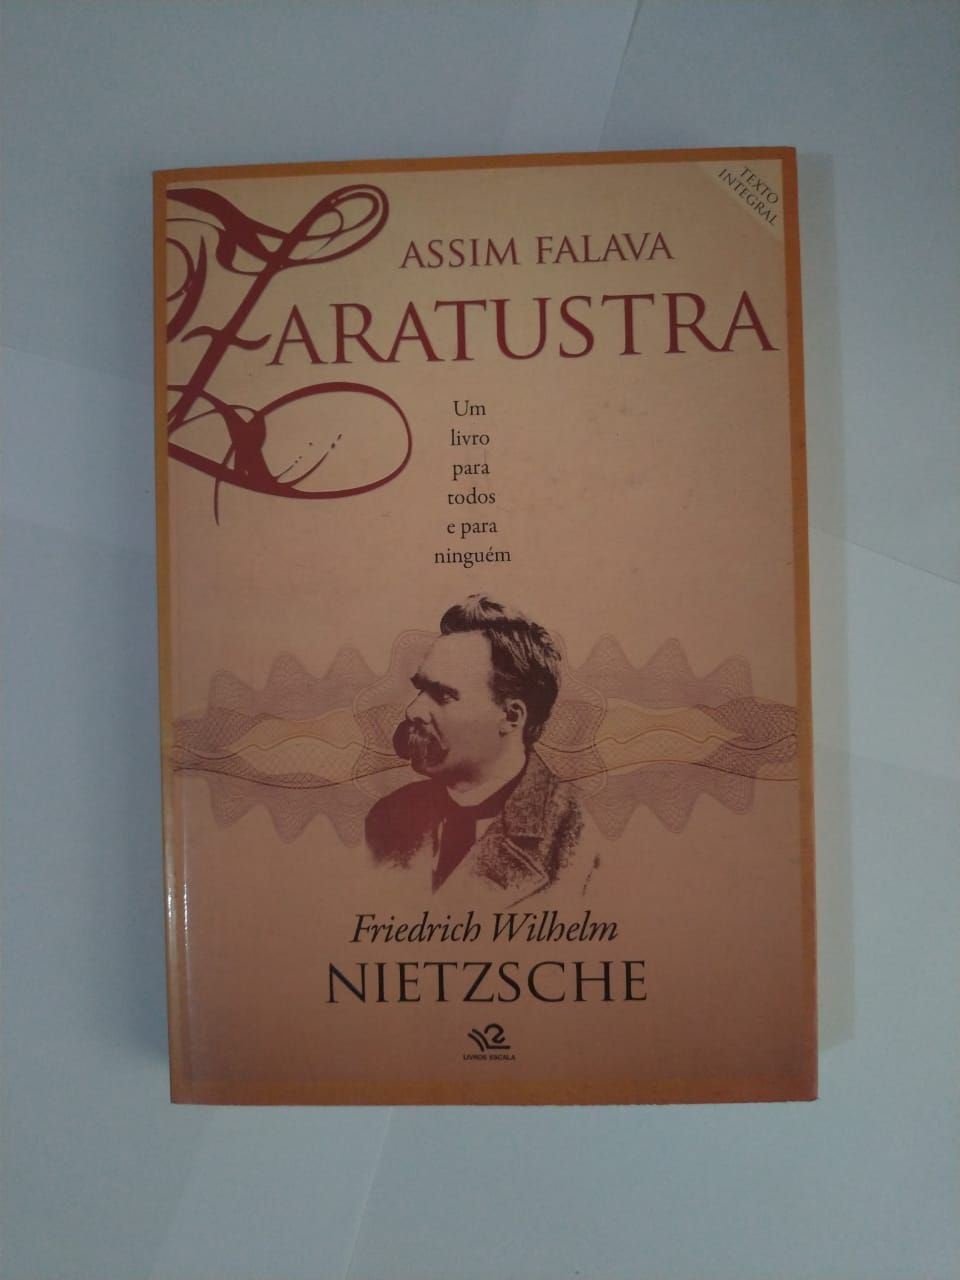 TEXTO
INTEGRAL
ASSIM FALAVA
ZARATUSTRA
Um
livro
para
todos
e para
ninguém
Friedrich Wilhelm
NIETZSCHE
LIVROS ESCALA